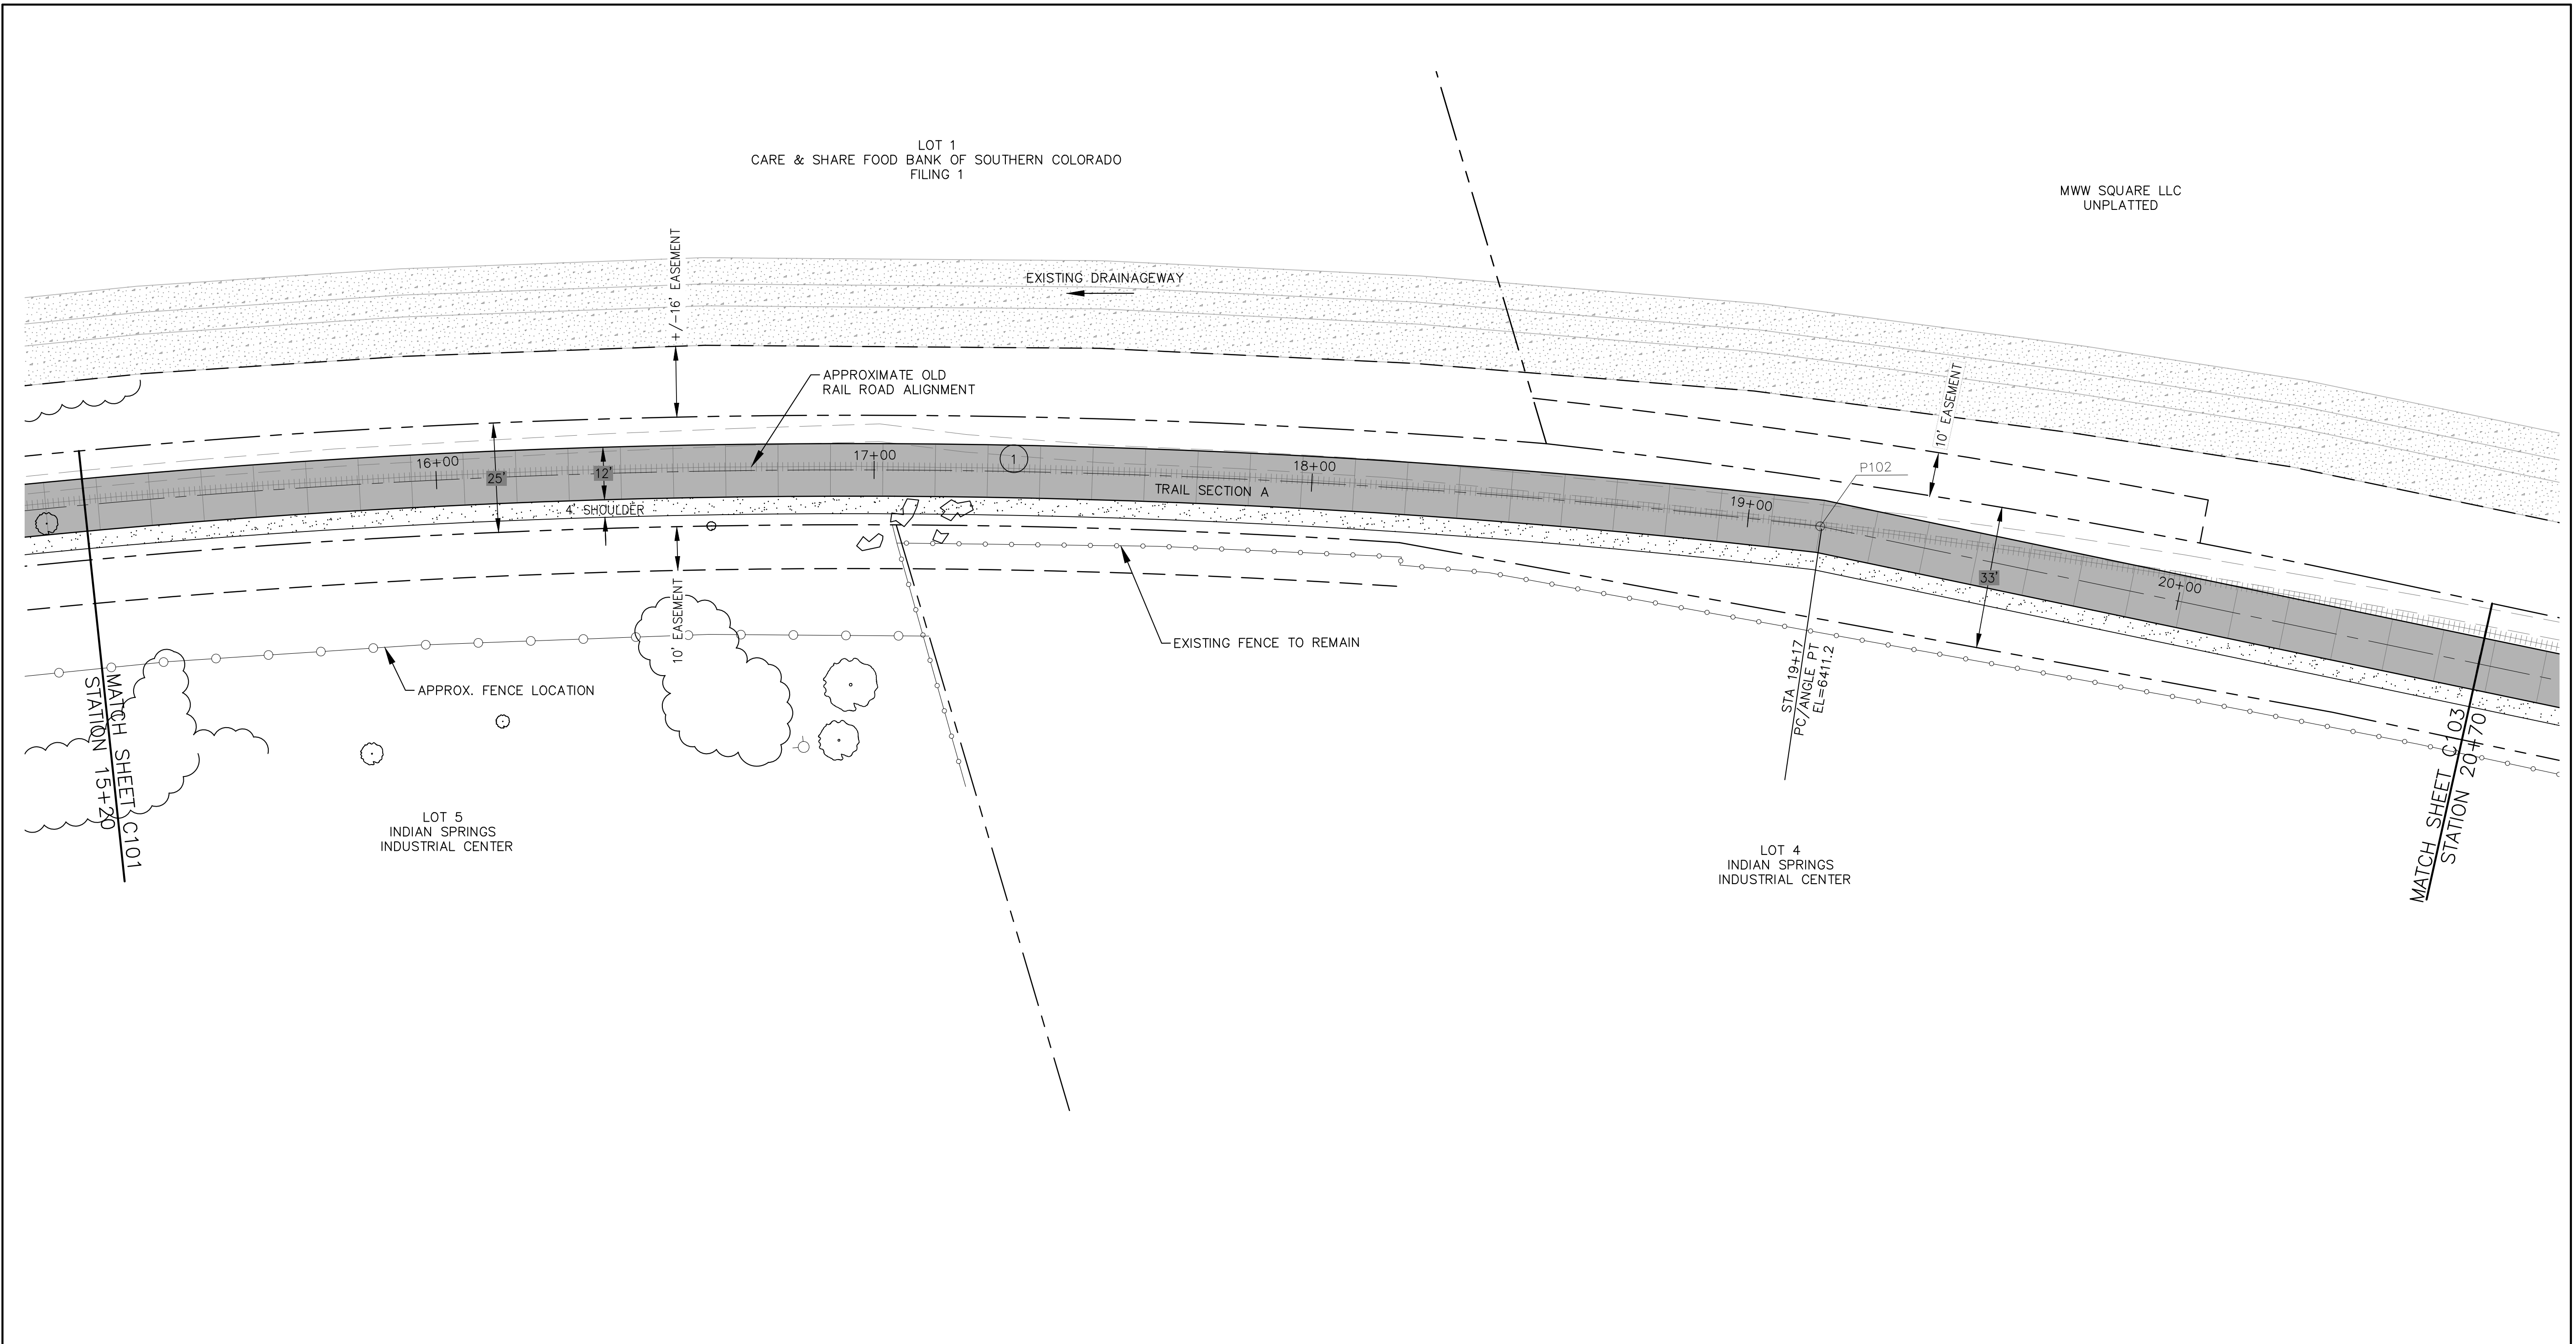 LOT 1
CARE & SHARE FOOD BANK OF SOUTHERN COLORADO
FILING 1
MWW SQUARE LLC
UNPLATTED
+/-16' EASEMENT
EXISTING DRAINAGEWAY
APPROXIMATE OLD
RAIL ROAD ALIGNMENT
10' EASEMENT
P102
16+00
17+00
18+00
19+00
20+00
25'
12'
1
TRAIL SECTION A
4' SHOULDER
33'
10' EASEMENT
EXISTING FENCE TO REMAIN
APPROX. FENCE LOCATION
STA 19+17
PC/ANGLE PT
EL=6411.2
MATCH SHEET C101
STATION 15+20
MATCH SHEET C103
STATION 20+70
LOT 5
INDIAN SPRINGS
INDUSTRIAL CENTER
LOT 4
INDIAN SPRINGS
INDUSTRIAL CENTER